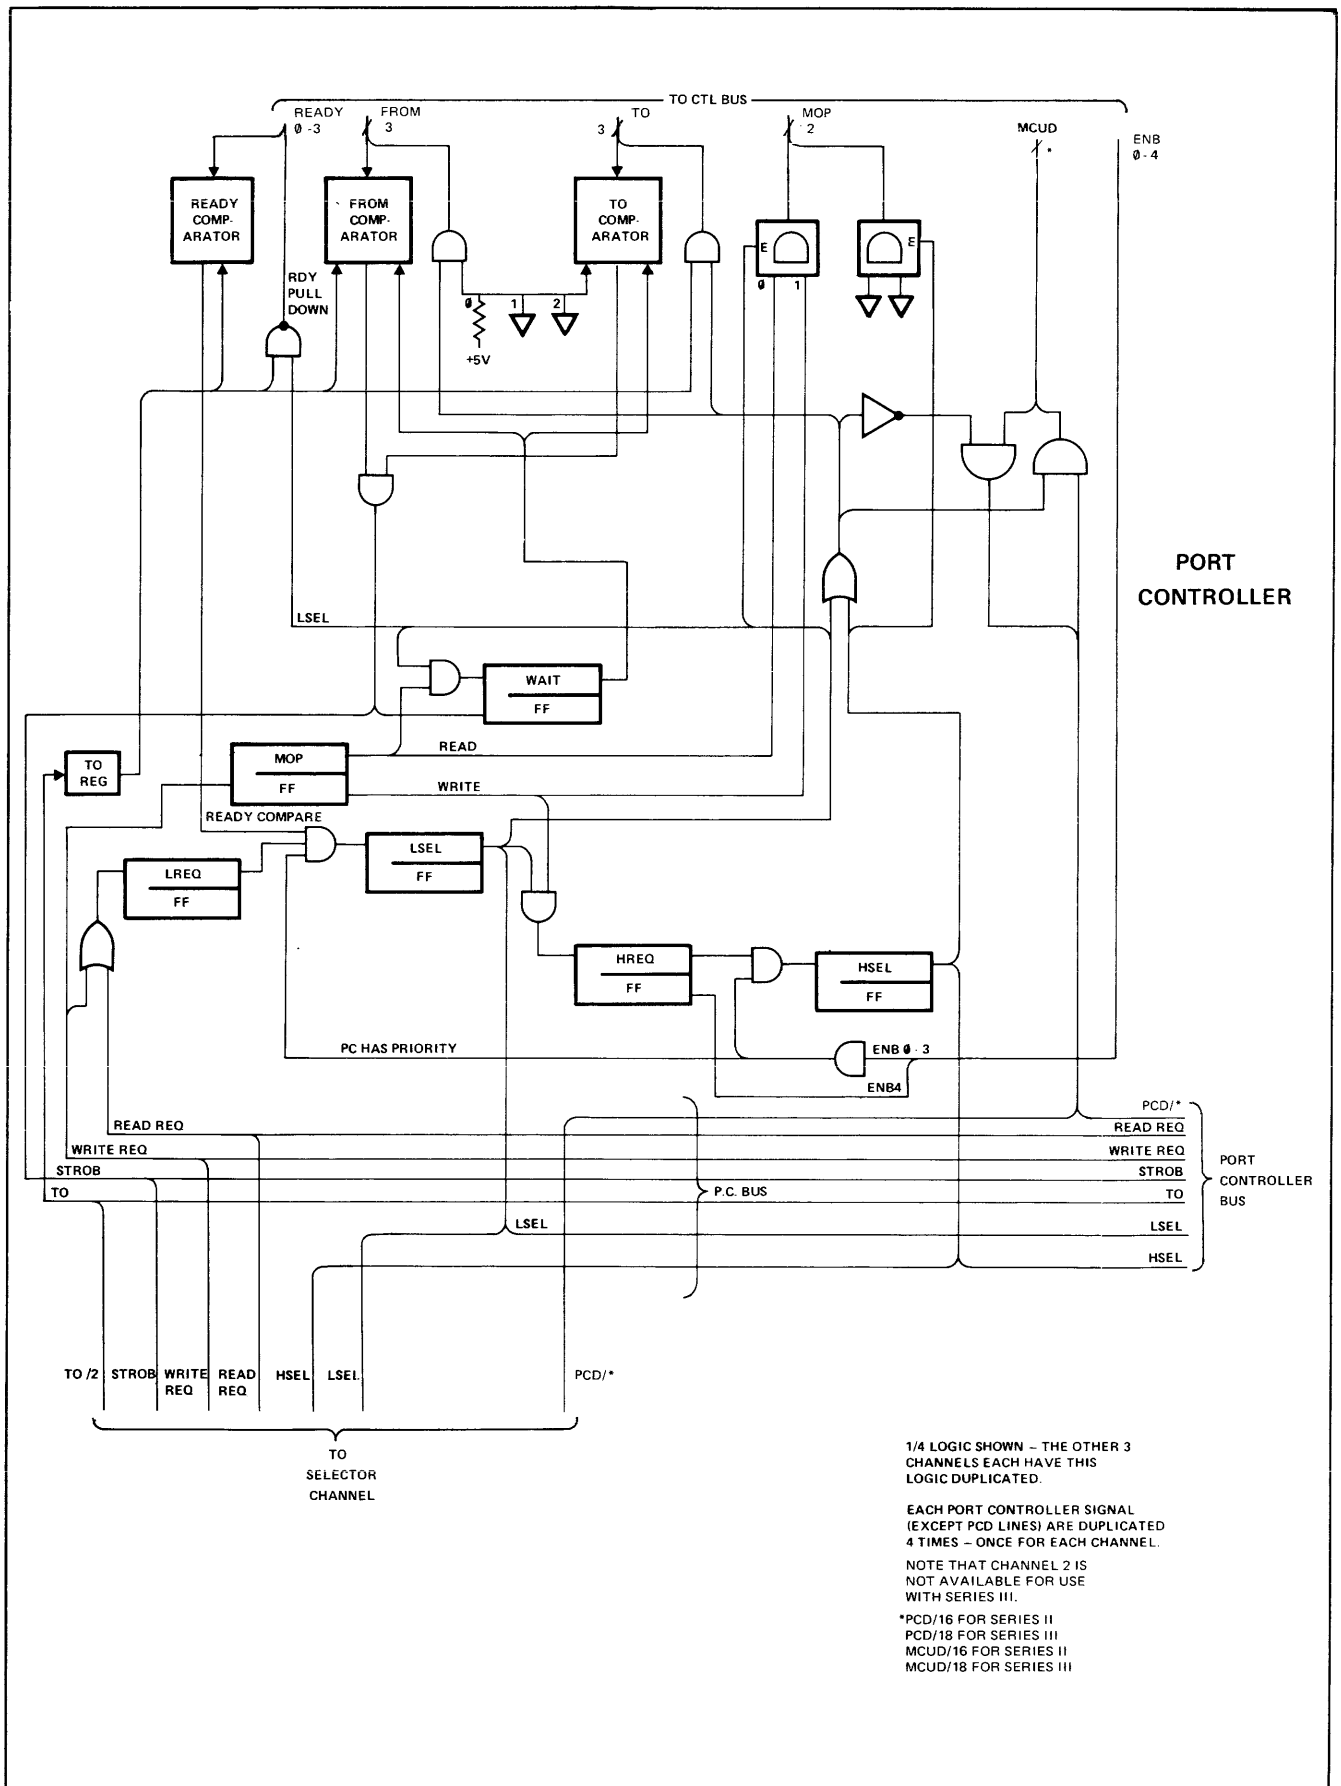 TO CTL BUS
READY
0 -3
FROM
3
TO
3
MOP
2
MCUD
*
ENB
0 - 4
READY
COMP-
ARATOR
FROM
COMP-
ARATOR
TO
COMP-
ARATOR
E
E
0 1
RDY
PULL
DOWN
0 1 2
+5V
PORT
CONTROLLER
LSEL
WAIT
FF
READ
TO
REG
MOP
FF
WRITE
READY COMPARE
LREQ
FF
LSEL
FF
HREQ
FF
HSEL
FF
PC HAS PRIORITY
ENB 0 - 3
ENB4
PCD/*
READ REQ
READ REQ
WRITE REQ
WRITE REQ
STROB
STROB
TO
TO
P.C. BUS
PORT
CONTROLLER
BUS
LSEL
LSEL
HSEL
TO /2
STROB
WRITE
REQ
READ
REQ
HSEL
LSEL
PCD/*
TO
SELECTOR
CHANNEL
1/4 LOGIC SHOWN – THE OTHER 3
CHANNELS EACH HAVE THIS
LOGIC DUPLICATED.
EACH PORT CONTROLLER SIGNAL
(EXCEPT PCD LINES) ARE DUPLICATED
4 TIMES – ONCE FOR EACH CHANNEL.
NOTE THAT CHANNEL 2 IS
NOT AVAILABLE FOR USE
WITH SERIES III.
*PCD/16 FOR SERIES II
PCD/18 FOR SERIES III
MCUD/16 FOR SERIES II
MCUD/18 FOR SERIES III